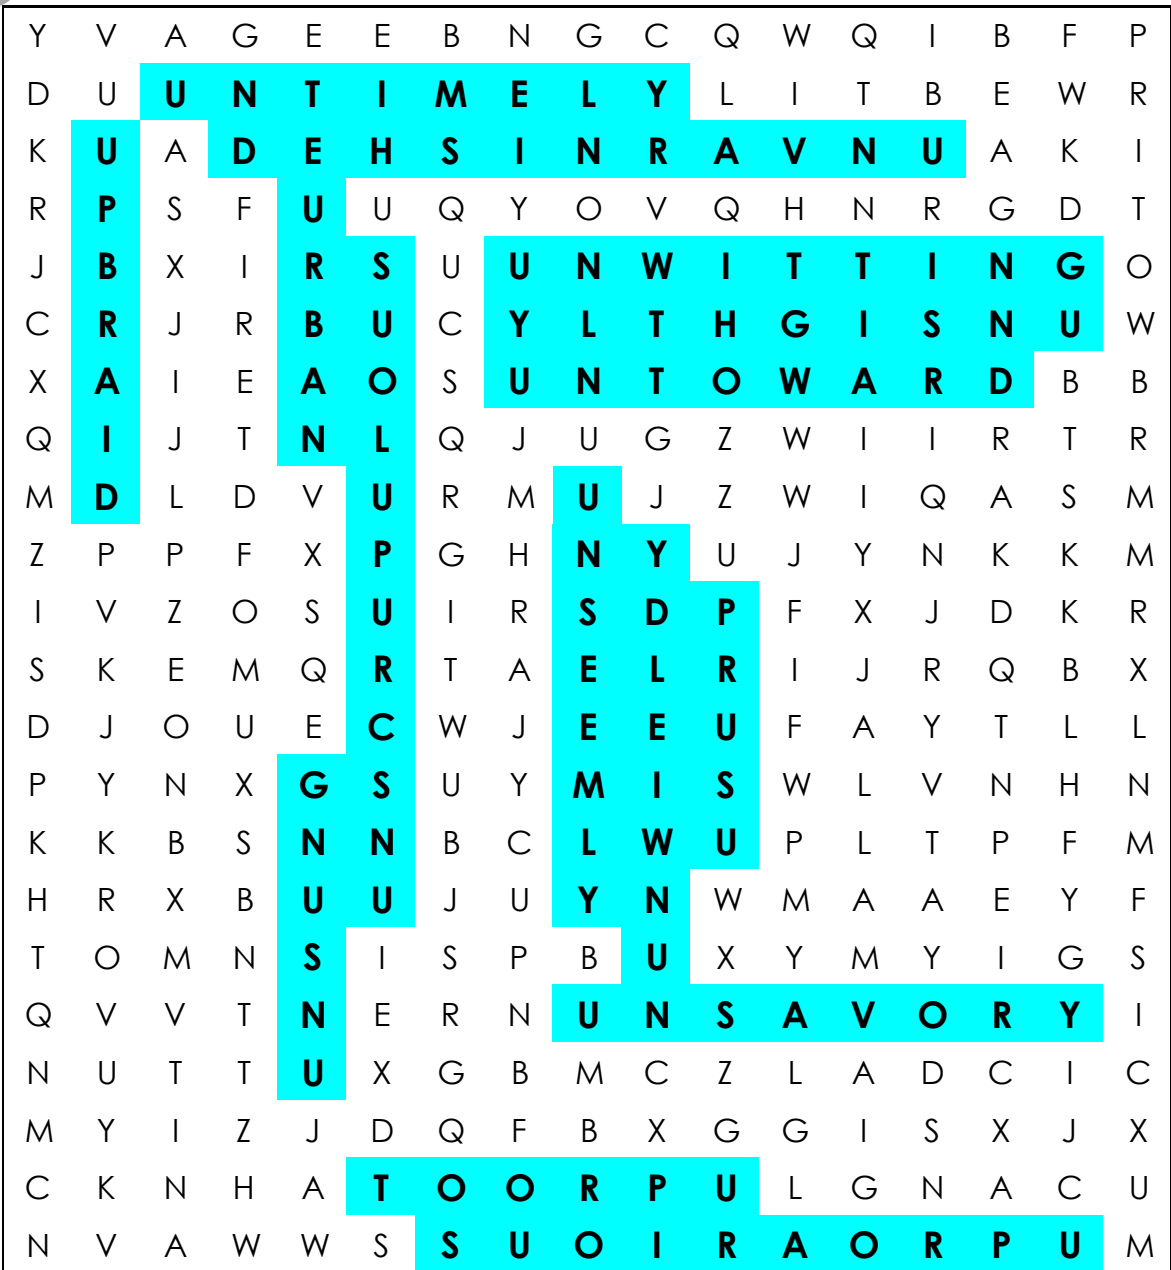 Y V A G E E B N G C Q W Q I B F P
D U U N T I M E L Y L I T B E W R
K U A D E H S I N R A V N U A K I
R P S F U U Q Y O V Q H N R G D T
J B X I R S U U N W I T T I N G O
C R J R B U C Y L T H G I S N U W
X A I E A O S U N T O W A R D B B
Q I J T N L Q J U G Z W I I R T R
M D L D V U R M U J Z W I Q A S M
Z P P F X P G H N Y U J Y N K K M
I V Z O S U I R S D P F X J D K R
S K E M Q R T A E L R I J R Q B X
D J O U E C W J E E U F A Y T L L
P Y N X G S U Y M I S W L V N H N
K K B S N N B C L W U P L T P F M
H R X B U U J U Y N W M A A E Y F
T O M N S I S P B U X Y M Y I G S
Q V V T N E R N U N S A V O R Y I
N U T T U X G B M C Z L A D C I C
M Y I Z J D Q F B X G G I S X J X
C K N H A T O O R P U L G N A C U
N V A W W S S U O I R A O R P U M